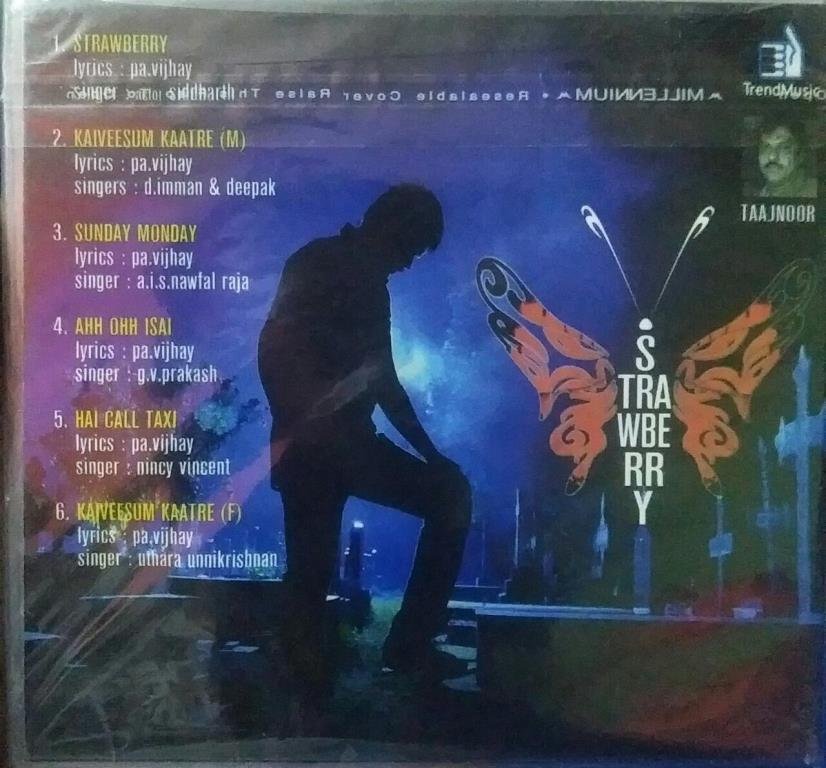 1. STRAWBERRY
lyrics : pa.vijhay
singer : siddharth
MILLENNIUM • Resealable Cover Raise The
TrendMusic
2. KAIVEESUM KAATRE (M)
lyrics : pa.vijhay
singers : d.imman & deepak
TAAJNOOR
3. SUNDAY MONDAY
lyrics : pa.vijhay
singer : a.i.s.nawfal raja
4. AHH OHH ISAI
lyrics : pa.vijhay
singer : g.v.prakash
5. HAI CALL TAXI
lyrics : pa.vijhay
singer : nincy vincent
6. KAIVEESUM KAATRE (F)
lyrics : pa.vijhay
singer : uthara unnikrishnan
S
TRA
WBE
RR
Y